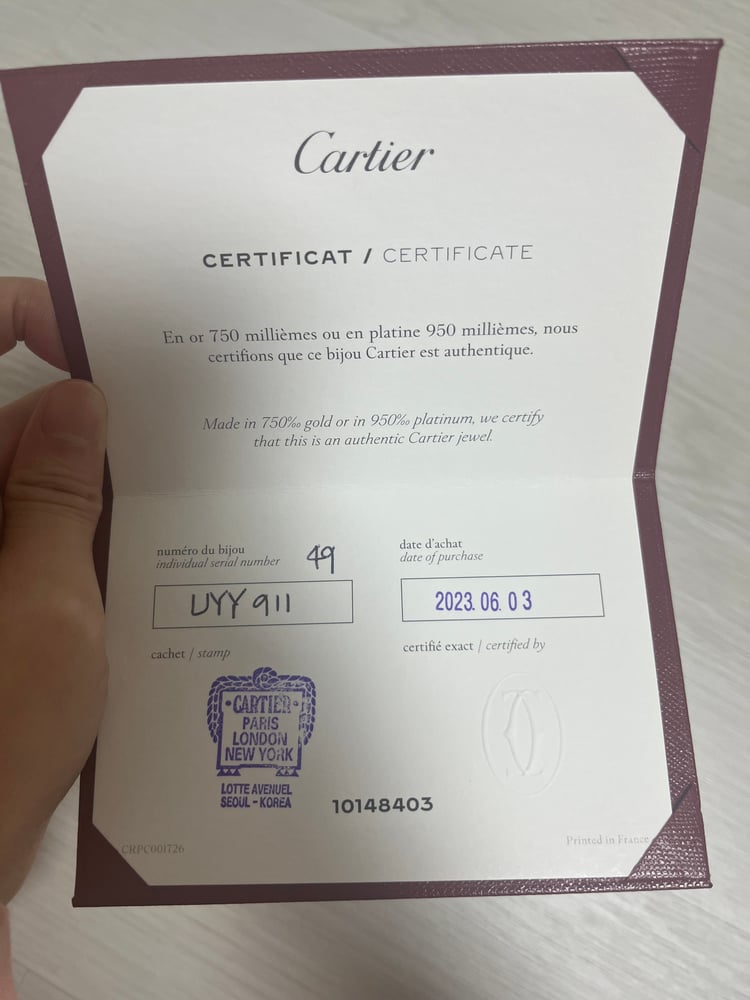 Cartier
CERTIFICAT / CERTIFICATE
En or 750 millièmes ou en platine 950 millièmes, nous
certifions que ce bijou Cartier est authentique.
Made in 750‰ gold or in 950‰ platinum, we certify
that this is an authentic Cartier jewel.
numéro du bijou
individual serial number
49
UYY 911
date d'achat
date of purchase
2023.06.03
cachet / stamp
certifié exact / certified by
CARTIER
PARIS
LONDON
NEW YORK
LOTTE AVENUEL
SEOUL - KOREA
10148403
CRPC001726
Printed in France